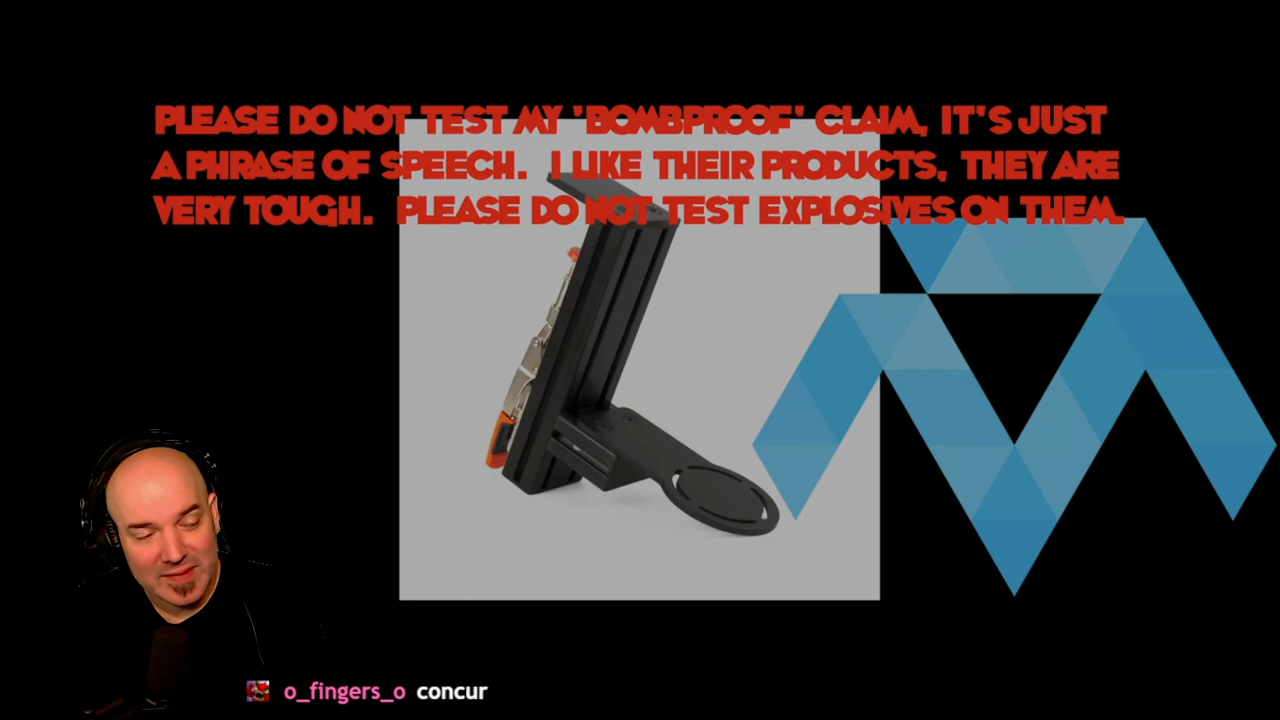 PLEASE DO NOT TEST MY 'BOMBPROOF' CLAIM, IT'S JUST
A PHRASE OF SPEECH. I LIKE THEIR PRODUCTS, THEY ARE
VERY TOUGH. PLEASE DO NOT TEST EXPLOSIVES ON THEM.
o_fingers_o concur